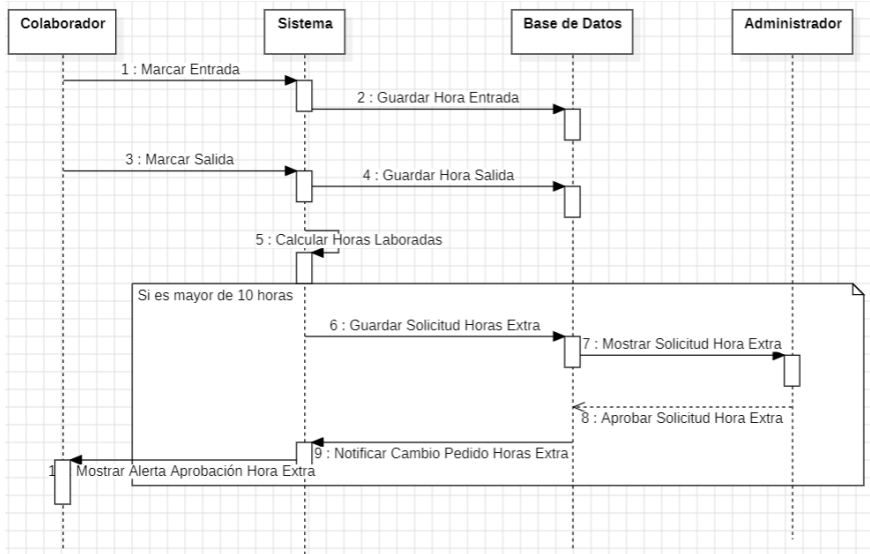 Colaborador
Sistema
Base de Datos
Administrador
1 : Marcar Entrada
2 : Guardar Hora Entrada
3 : Marcar Salida
4 : Guardar Hora Salida
5 : Calcular Horas Laboradas
Si es mayor de 10 horas
6 : Guardar Solicitud Horas Extra
7 : Mostrar Solicitud Hora Extra
8 : Aprobar Solicitud Hora Extra
9 : Notificar Cambio Pedido Horas Extra
Mostrar Alerta Aprobación Hora Extra